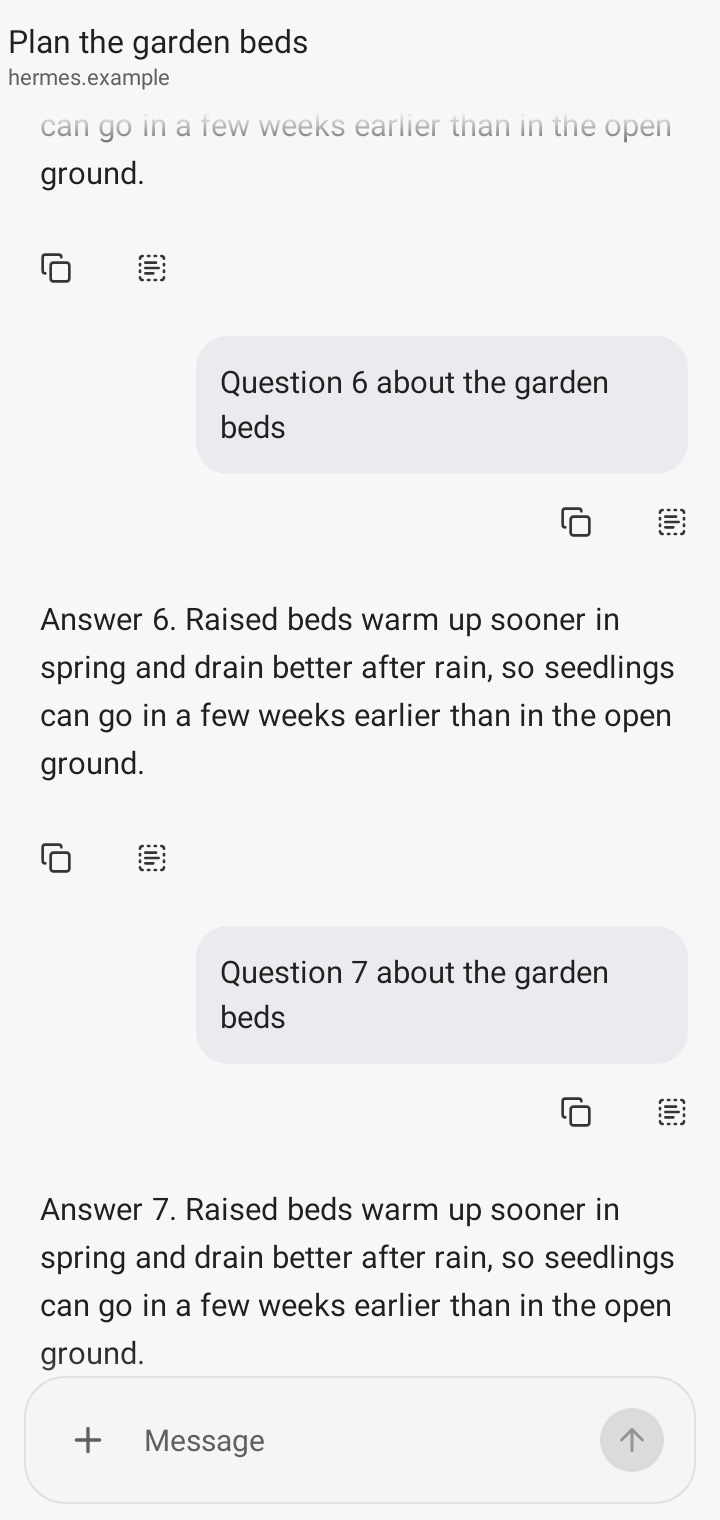 Plan the garden beds
hermes.example
can go in a few weeks earlier than in the open
ground.
Question 6 about the garden
beds
Answer 6. Raised beds warm up sooner in
spring and drain better after rain, so seedlings
can go in a few weeks earlier than in the open
ground.
Question 7 about the garden
beds
Answer 7. Raised beds warm up sooner in
spring and drain better after rain, so seedlings
can go in a few weeks earlier than in the open
ground.
Message